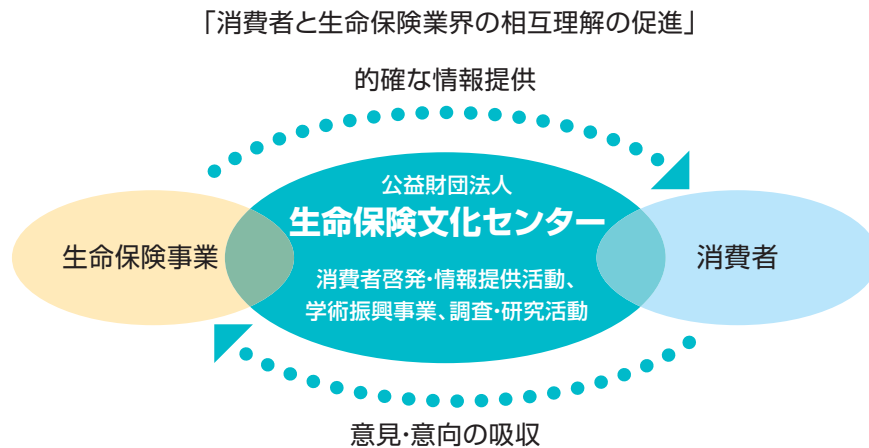 「消費者と生命保険業界の相互理解の促進」
的確な情報提供
公益財団法人
生命保険文化センター
生命保険事業
消費者
消費者啓発・情報提供活動、
学術振興事業、調査・研究活動
意見・意向の吸収